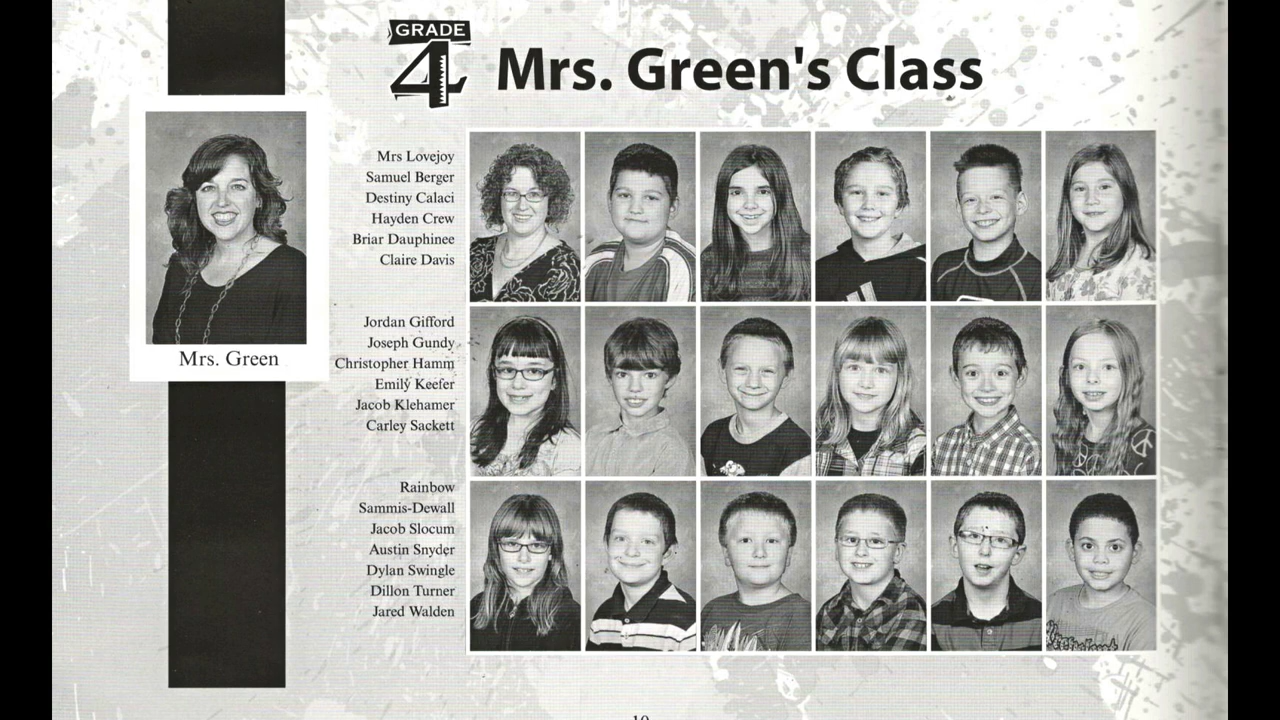 GRADE
4
Mrs. Green's Class
Mrs. Green
Mrs Lovejoy
Samuel Berger
Destiny Calaci
Hayden Crew
Briar Dauphinee
Claire Davis
Jordan Gifford
Joseph Gundy
Christopher Hamm
Emily Keefer
Jacob Klehamer
Carley Sackett
Rainbow
Sammis-Dewall
Jacob Slocum
Austin Snyder
Dylan Swingle
Dillon Turner
Jared Walden